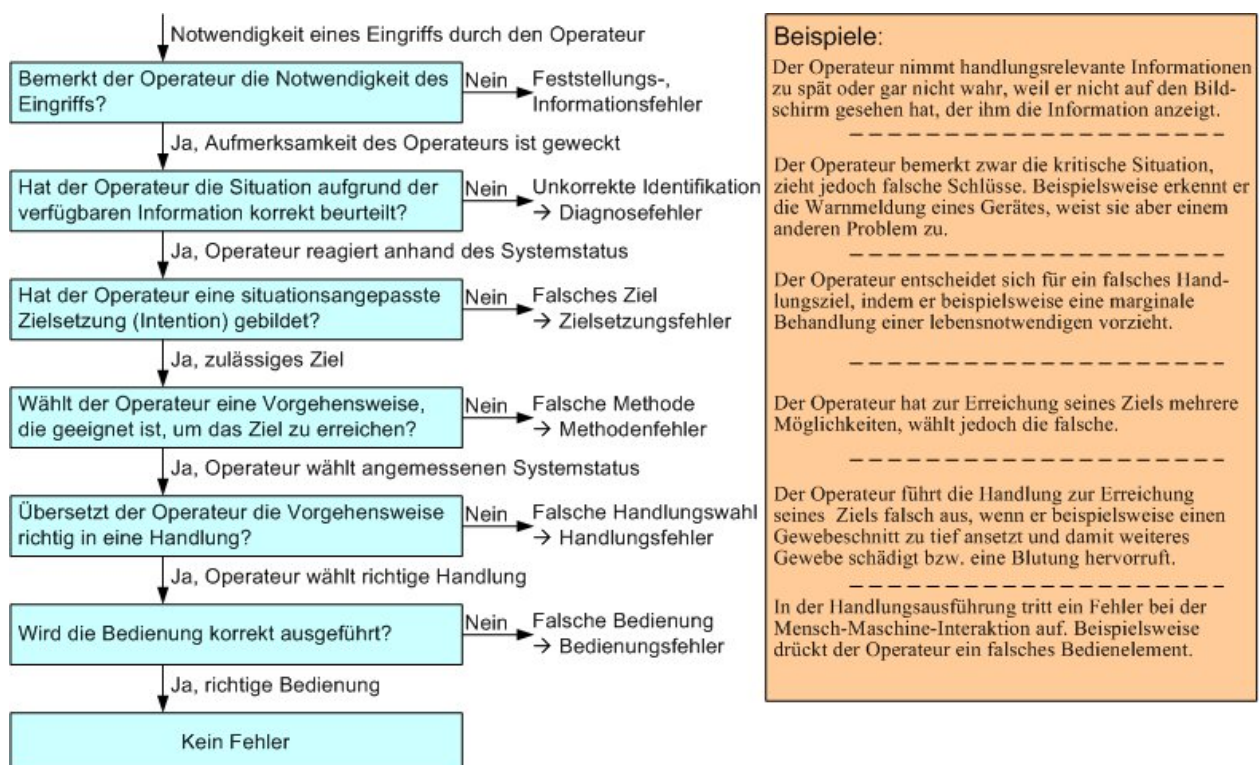 Notwendigkeit eines Eingriffs durch den Operateur
Bemerkt der Operateur die Notwendigkeit des
Eingriffs?
Nein
Feststellungs-,
Informationsfehler
Ja, Aufmerksamkeit des Operateurs ist geweckt
Hat der Operateur die Situation aufgrund der
verfügbaren Information korrekt beurteilt?
Nein
Unkorrekte Identifikation
→ Diagnosefehler
Ja, Operateur reagiert anhand des Systemstatus
Hat der Operateur eine situationsangepasste
Zielsetzung (Intention) gebildet?
Nein
Falsches Ziel
→ Zielsetzungsfehler
Ja, zulässiges Ziel
Wählt der Operateur eine Vorgehensweise,
die geeignet ist, um das Ziel zu erreichen?
Nein
Falsche Methode
→ Methodenfehler
Ja, Operateur wählt angemessenen Systemstatus
Übersetzt der Operateur die Vorgehensweise
richtig in eine Handlung?
Nein
Falsche Handlungswahl
→ Handlungsfehler
Ja, Operateur wählt richtige Handlung
Wird die Bedienung korrekt ausgeführt?
Nein
Falsche Bedienung
→ Bedienungsfehler
Ja, richtige Bedienung
Kein Fehler
Beispiele:
Der Operateur nimmt handlungsrelevante Informationen
zu spät oder gar nicht wahr, weil er nicht auf den Bild-
schirm gesehen hat, der ihm die Information anzeigt.
Der Operateur bemerkt zwar die kritische Situation,
zieht jedoch falsche Schlüsse. Beispielsweise erkennt er
die Warnmeldung eines Gerätes, weist sie aber einem
anderen Problem zu.
Der Operateur entscheidet sich für ein falsches Hand-
lungsziel, indem er beispielsweise eine marginale
Behandlung einer lebensnotwendigen vorzieht.
Der Operateur hat zur Erreichung seines Ziels mehrere
Möglichkeiten, wählt jedoch die falsche.
Der Operateur führt die Handlung zur Erreichung
seines Ziels falsch aus, wenn er beispielsweise einen
Gewebeschnitt zu tief ansetzt und damit weiteres
Gewebe schädigt bzw. eine Blutung hervorruft.
In der Handlungsausführung tritt ein Fehler bei der
Mensch-Maschine-Interaktion auf. Beispielsweise
drückt der Operateur ein falsches Bedienelement.